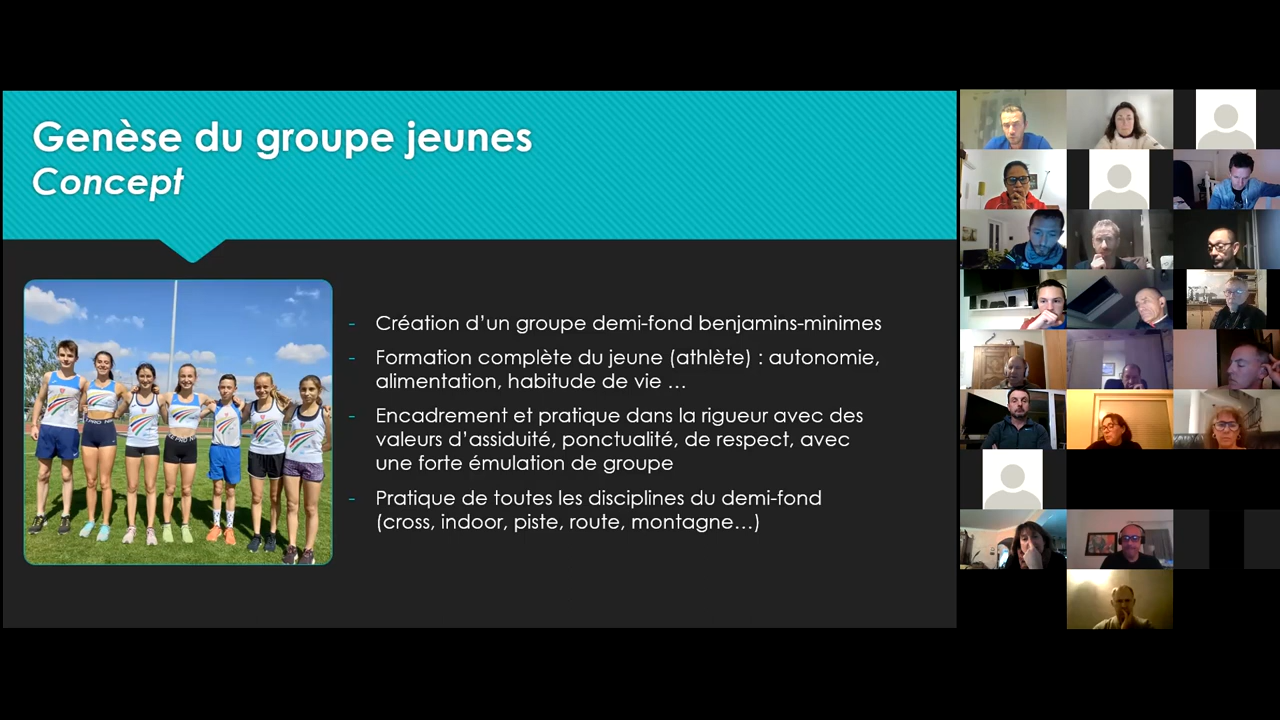 Genèse du groupe jeunes
Concept
- Création d’un groupe demi-fond benjamins-minimes
- Formation complète du jeune (athlète) : autonomie,
alimentation, habitude de vie …
- Encadrement et pratique dans la rigueur avec des
valeurs d’assiduité, ponctualité, de respect, avec
une forte émulation de groupe
- Pratique de toutes les disciplines du demi-fond
(cross, indoor, piste, route, montagne…)